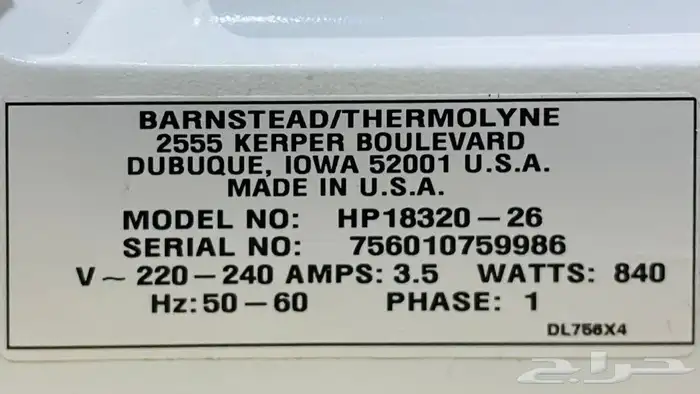 BARNSTEAD/THERMOLYNE
2555 KERPER BOULEVARD
DUBUQUE, IOWA 52001 U.S.A.
MADE IN U.S.A.
MODEL NO: HP18320-26
SERIAL NO: 756010759986
V~220-240 AMPS: 3.5 WATTS: 840
Hz: 50-60 PHASE: 1
DL756X4
حراج